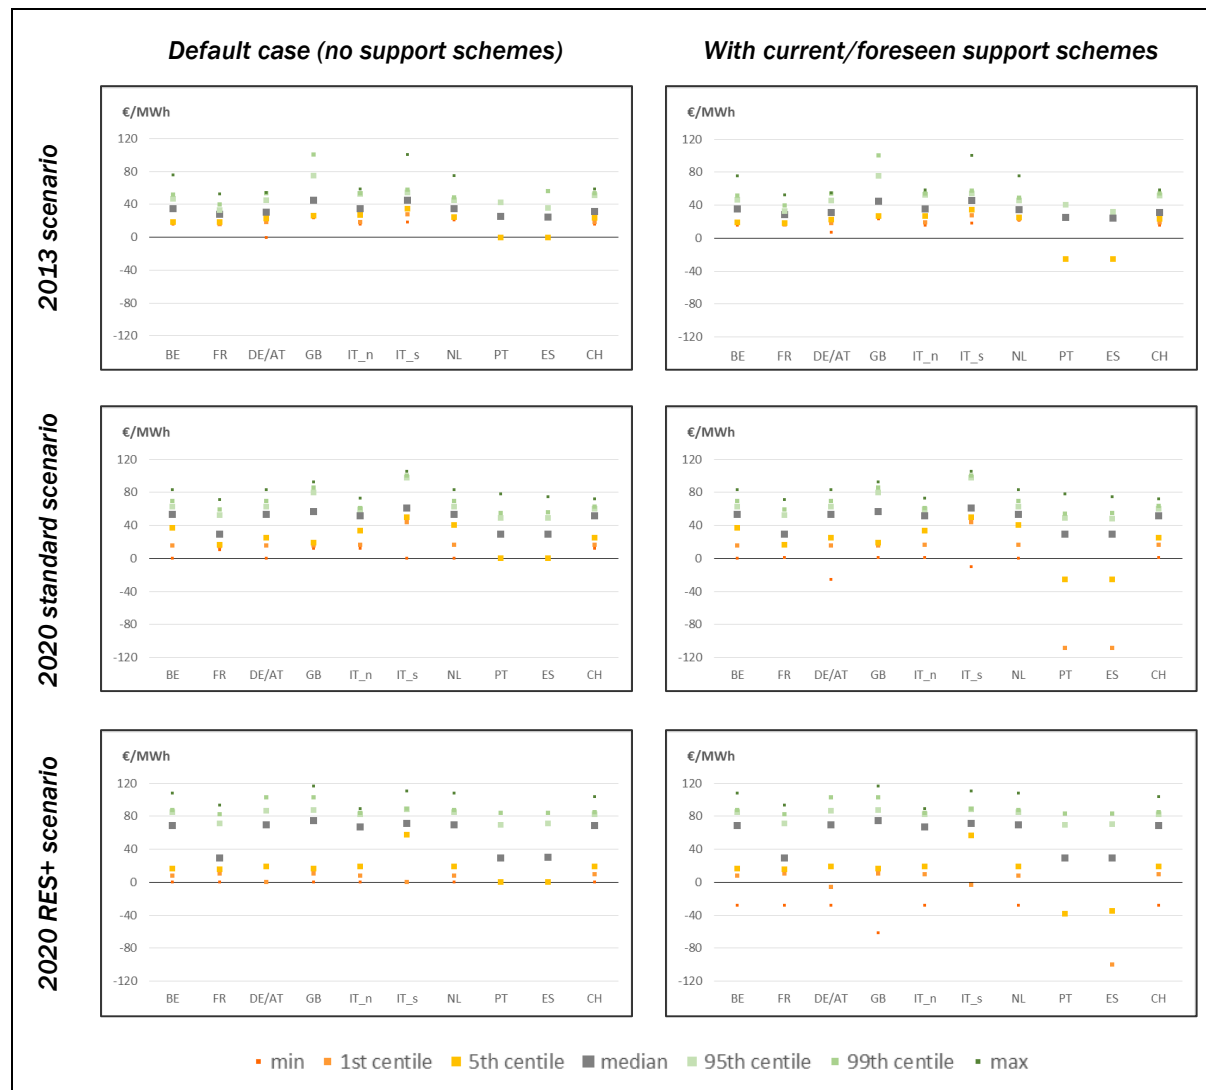 Default case (no support schemes)
With current/foreseen support schemes
2013 scenario
€/MWh
120
80
40
0
-40
-80
-120
BE FR DE/AT GB IT_n IT_s NL PT ES CH
€/MWh
120
80
40
0
-40
-80
-120
BE FR DE/AT GB IT_n IT_s NL PT ES CH
2020 standard scenario
€/MWh
120
80
40
0
-40
-80
-120
BE FR DE/AT GB IT_n IT_s NL PT ES CH
€/MWh
120
80
40
0
-40
-80
-120
BE FR DE/AT GB IT_n IT_s NL PT ES CH
2020 RES+ scenario
€/MWh
120
80
40
0
-40
-80
-120
BE FR DE/AT GB IT_n IT_s NL PT ES CH
€/MWh
120
80
40
0
-40
-80
-120
BE FR DE/AT GB IT_n IT_s NL PT ES CH
min 1st centile 5th centile median 95th centile 99th centile max